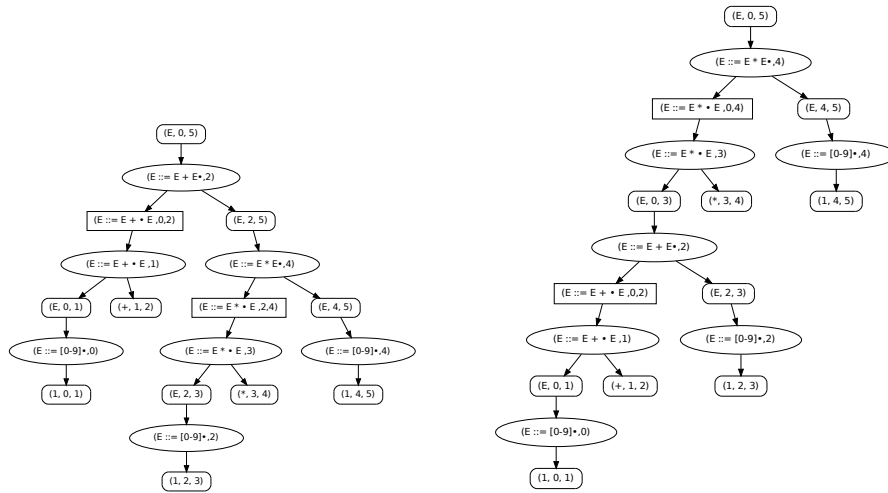 (E, 0, 5)
(E ::= E + E•,2)
(E ::= E + • E ,0,2) (E, 2, 5)
(E ::= E + • E ,1) (E ::= E * E•,4)
(E, 0, 1) (+, 1, 2) (E ::= E * • E ,2,4) (E, 4, 5)
(E ::= [0-9]•,0) (E ::= E * • E ,3) (E ::= [0-9]•,4)
(1, 0, 1) (E, 2, 3) (*, 3, 4) (1, 4, 5)
(E ::= [0-9]•,2)
(1, 2, 3)
(E, 0, 5)
(E ::= E * E•,4)
(E ::= E * • E ,0,4) (E, 4, 5)
(E ::= E * • E ,3) (E ::= [0-9]•,4)
(E, 0, 3) (*, 3, 4) (1, 4, 5)
(E ::= E + E•,2)
(E ::= E + • E ,0,2) (E, 2, 3)
(E ::= E + • E ,1) (E ::= [0-9]•,2)
(E, 0, 1) (+, 1, 2) (1, 2, 3)
(E ::= [0-9]•,0)
(1, 0, 1)